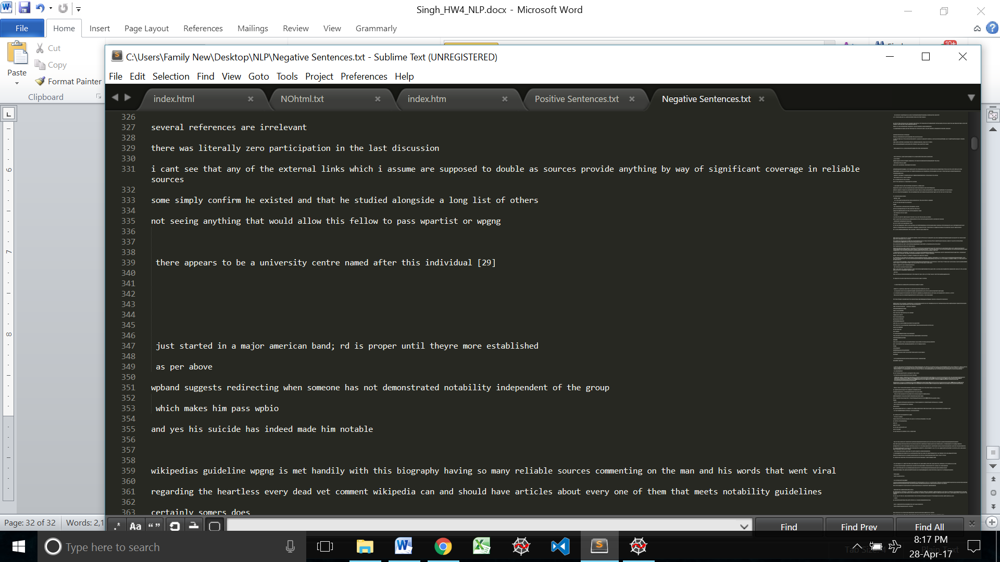 Singh_HW4_NLP.docx - Microsoft Word
File Home Insert Page Layout References Mailings Review View Grammarly
Paste
Cut
Copy
Format Painter
Clipboard
10+
C:\Users\Family New\Desktop\NLP\Negative Sentences.txt - Sublime Text (UNREGISTERED)
File Edit Selection Find View Goto Tools Project Preferences Help
index.html NOhtml.txt index.htm Positive Sentences.txt Negative Sentences.txt
326
327 several references are irrelevant
328
329 there was literally zero participation in the last discussion
330
331 i cant see that any of the external links which i assume are supposed to double as sources provide anything by way of significant coverage in reliable
sources
332
333 some simply confirm he existed and that he studied alongside a long list of others
334
335 not seeing anything that would allow this fellow to pass wpartist or wpgng
336
337
338
339 there appears to be a university centre named after this individual [29]
340
341
342
343
344
345
346
347 just started in a major american band; rd is proper until theyre more established
348
349 as per above
350
351 wpband suggests redirecting when someone has not demonstrated notability independent of the group
352
353 which makes him pass wpbio
354
355 and yes his suicide has indeed made him notable
356
357
358
359 wikipedias guideline wpgng is met handily with this biography having so many reliable sources commenting on the man and his words that went viral
360
361 regarding the heartless every dead vet comment wikipedia can and should have articles about every one of them that meets notability guidelines
362
363 certainly somers does
6
7
8
Page: 32 of 32 Words: 2,1
.* Aa “ ” Find Find Prev Find All
Type here to search
Tab Size: 4 Plain Text
8:17 PM
28-Apr-17